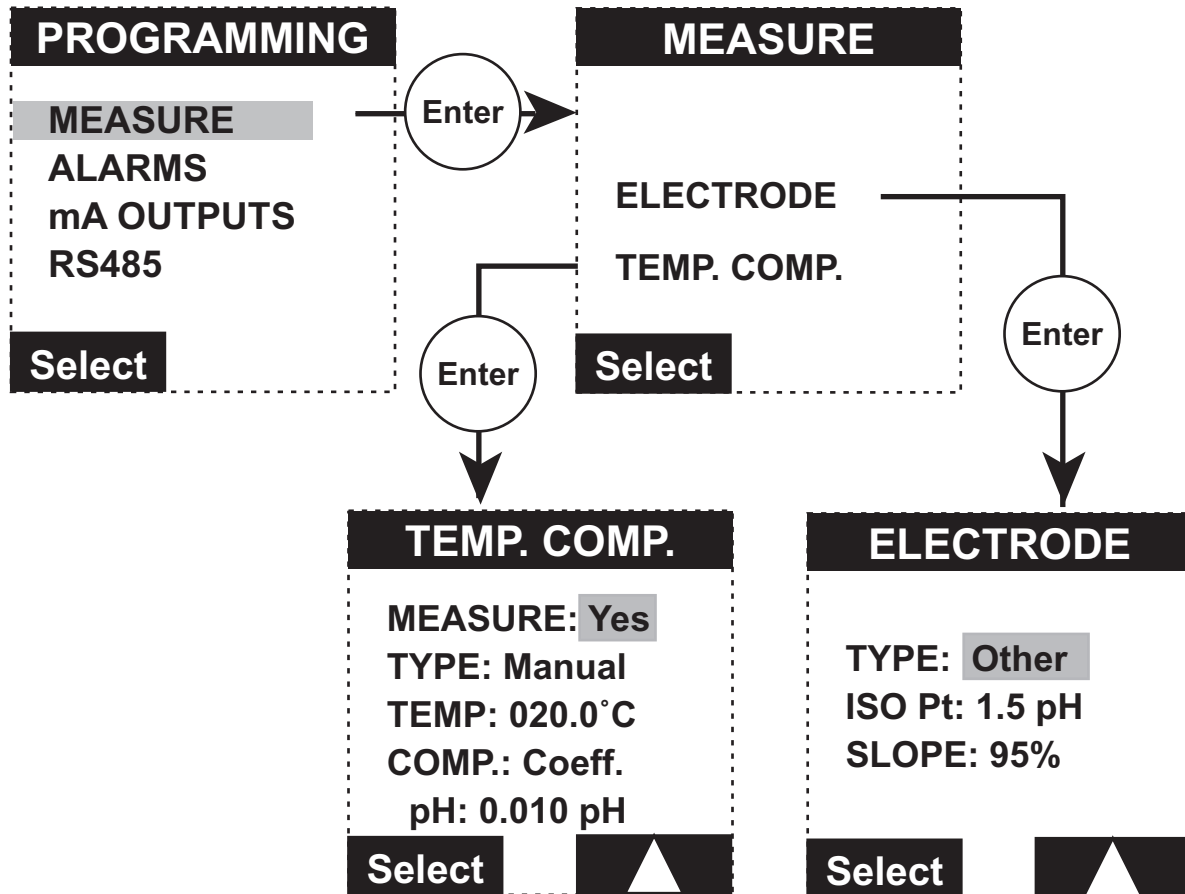 PROGRAMMING
MEASURE
ALARMS
mA OUTPUTS
RS485
Select
Enter
MEASURE
ELECTRODE
TEMP. COMP.
Select
Enter
Enter
TEMP. COMP.
MEASURE: Yes
TYPE: Manual
TEMP: 020.0˚C
COMP.: Coeff.
pH: 0.010 pH
Select
ELECTRODE
TYPE: Other
ISO Pt: 1.5 pH
SLOPE: 95%
Select